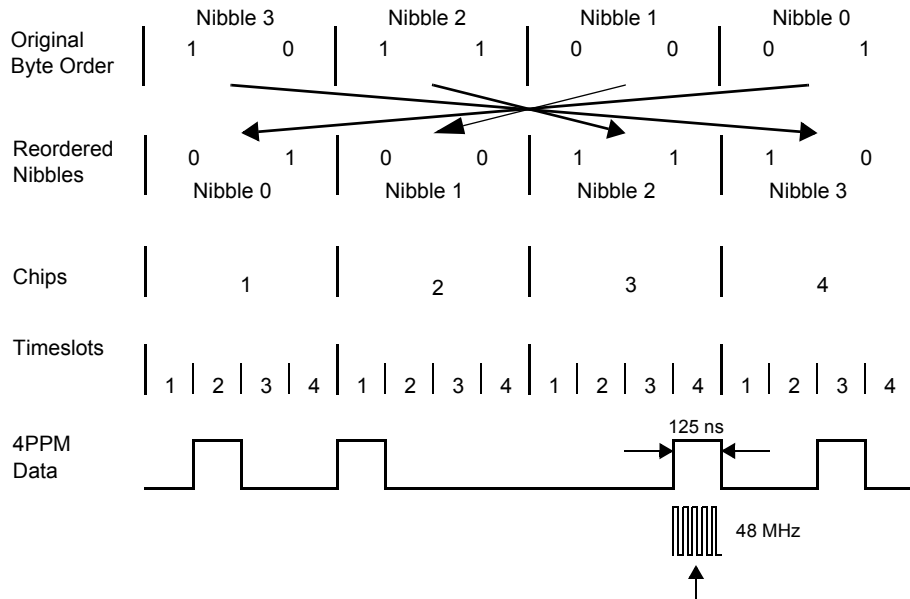 Nibble 3 Nibble 2 Nibble 1 Nibble 0
Original
Byte Order
1 0 1 1 0 0 0 1
Reordered
Nibbles
0 1 0 0 1 1 1 0
Nibble 0 Nibble 1 Nibble 2 Nibble 3
Chips
1 2 3 4
Timeslots
1 2 3 4 1 2 3 4 1 2 3 4 1 2 3 4
4PPM
Data
125 ns
48 MHz